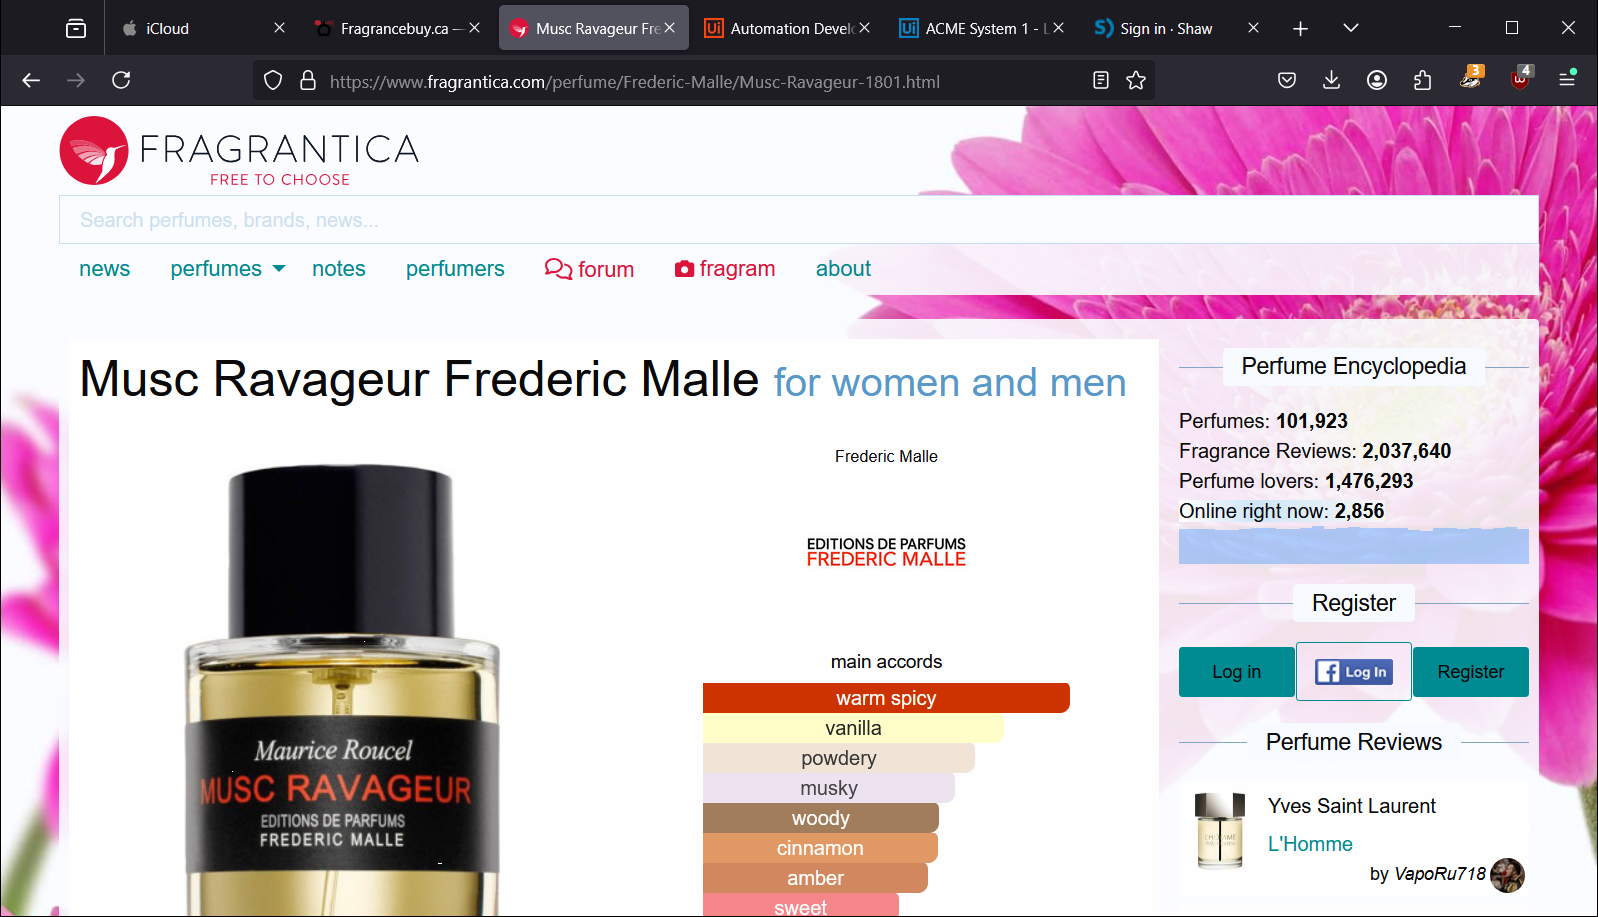 iCloud
Fragrancebuy.ca —
Musc Ravageur Fre
Automation Develo
ACME System 1 - L
Sign in · Shaw
https://www.fragrantica.com/perfume/Frederic-Malle/Musc-Ravageur-1801.html
3
4
FRAGRANTICA
FREE TO CHOOSE
Search perfumes, brands, news...
news perfumes notes perfumers forum fragram about
Musc Ravageur Frederic Malle for women and men
Maurice Roucel
MUSC RAVAGEUR
EDITIONS DE PARFUMS
FREDERIC MALLE
Frederic Malle
EDITIONS DE PARFUMS
FREDERIC MALLE
main accords
warm spicy
vanilla
powdery
musky
woody
cinnamon
amber
sweet
Perfume Encyclopedia
Perfumes: 101,923
Fragrance Reviews: 2,037,640
Perfume lovers: 1,476,293
Online right now: 2,856
Register
Log in
Log In
Register
Perfume Reviews
Yves Saint Laurent
L'Homme
by VapoRu718